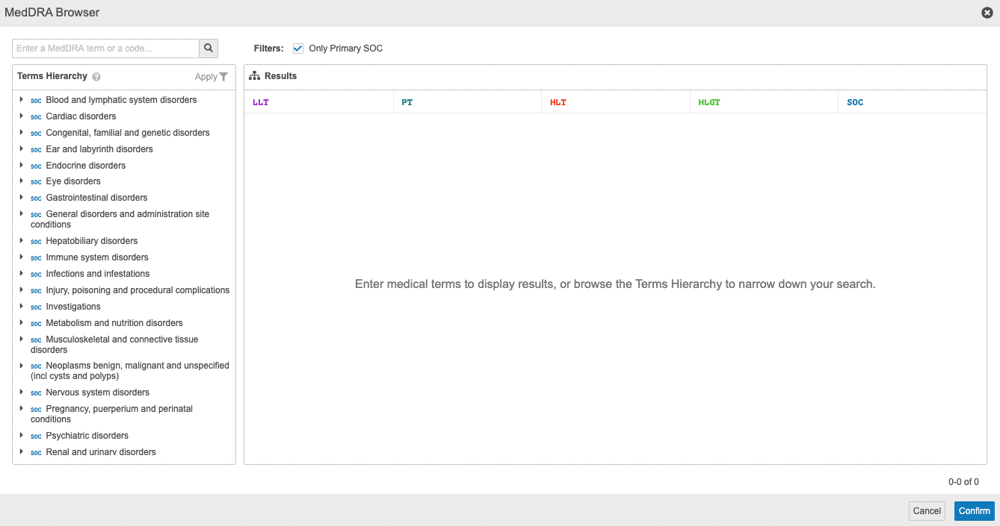 MedDRA Browser
Enter a MedDRA term or a code...
Filters:
Only Primary SOC
Terms Hierarchy
Apply
SOC Blood and lymphatic system disorders
SOC Cardiac disorders
SOC Congenital, familial and genetic disorders
SOC Ear and labyrinth disorders
SOC Endocrine disorders
SOC Eye disorders
SOC Gastrointestinal disorders
SOC General disorders and administration site
conditions
SOC Hepatobiliary disorders
SOC Immune system disorders
SOC Infections and infestations
SOC Injury, poisoning and procedural complications
SOC Investigations
SOC Metabolism and nutrition disorders
SOC Musculoskeletal and connective tissue
disorders
SOC Neoplasms benign, malignant and unspecified
(incl cysts and polyps)
SOC Nervous system disorders
SOC Pregnancy, puerperium and perinatal
conditions
SOC Psychiatric disorders
SOC Renal and urinary disorders
Results
LLT PT HLT HLGT SOC
Enter medical terms to display results, or browse the Terms Hierarchy to narrow down your search.
0-0 of 0
Cancel
Confirm